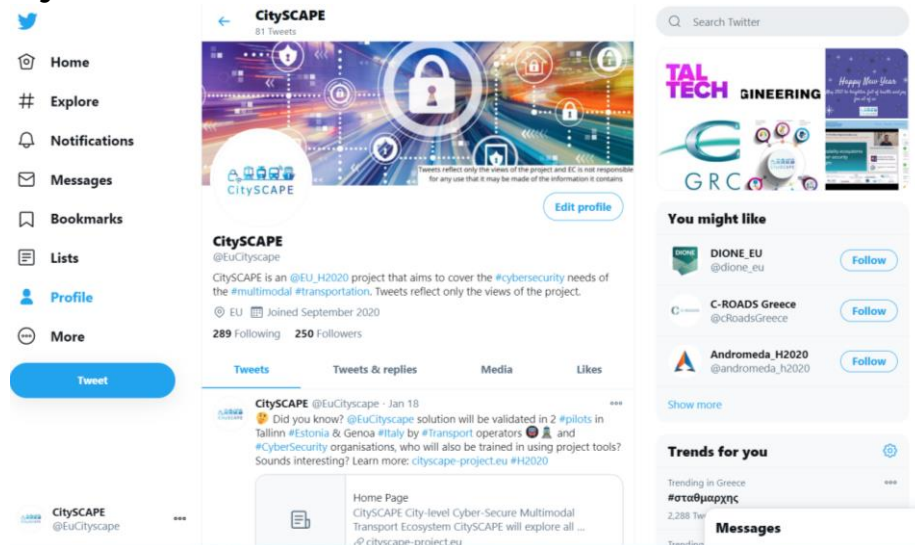 CitySCAPE
81 Tweets
Home
Explore
Notifications
Messages
Bookmarks
Lists
Profile
More
Tweet
CitySCAPE
@EuCityscape
CitySCAPE
Tweets reflect only the views of the project and EC is not responsible
for any use that it may be made of the information it contains
Edit profile
CitySCAPE
@EuCityscape
CitySCAPE is an @EU_H2020 project that aims to cover the #cybersecurity needs of
the #multimodal #transportation. Tweets reflect only the views of the project.
EU Joined September 2020
289 Following 250 Followers
Tweets Tweets & replies Media Likes
CitySCAPE @EuCityscape · Jan 18
🤔 Did you know? @EuCityscape solution will be validated in 2 #pilots in
Tallinn #Estonia & Genoa #Italy by #Transport operators and
#CyberSecurity organisations, who will also be trained in using project tools?
Sounds interesting? Learn more: cityscape-project.eu #H2020
Home Page
CitySCAPE City-level Cyber-Secure Multimodal
Transport Ecosystem CitySCAPE will explore all ...
cityscape-project.eu
Search Twitter
TAL
TECH
GINEERING
Happy New Year
GRC
You might like
DIONE_EU
@dione_eu
Follow
C-ROADS Greece
@cRoadsGreece
Follow
Andromeda_H2020
@andromeda_h2020
Follow
Show more
Trends for you
Trending in Greece
#σταθμαρχης
2,288 Tw
Messages
Trending